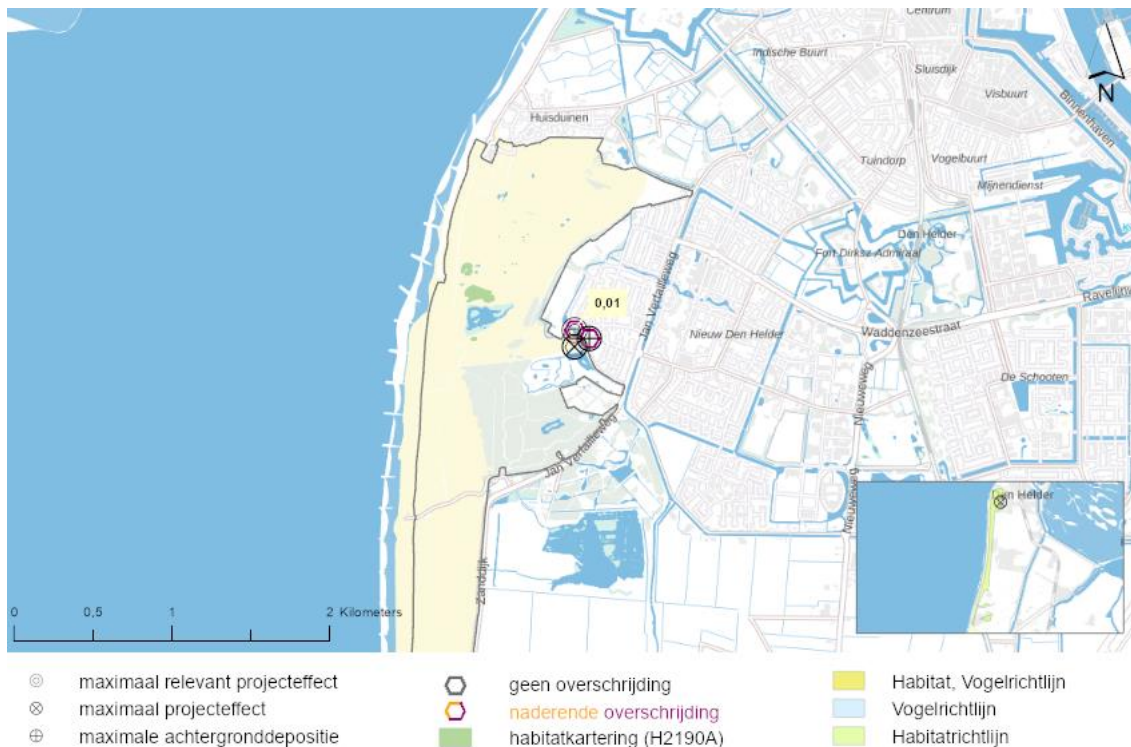 Centrum
Indische Buurt
Sluisdijk
Visbuurt
Binnenhaven
N
Huisduinen
Tuindorp
Vogelbuurt
Mijnendienst
Den Helder
Fort Dirksz Admiraal
Ravelijnw
0,01
Jan Verfailleweg
Nieuw Den Helder
Waddenzeestraat
De Schooten
Nieuweweg
Jan Verfailleweg
Nieuweweg
Den Helder
Zanddijk
0 0,5 1 2 Kilometers
maximaal relevant projecteffect
maximaal projecteffect
maximale achtergronddepositie
geen overschrijding
naderende overschrijding
habitatkartering (H2190A)
Habitat, Vogelrichtlijn
Vogelrichtlijn
Habitatrichtlijn